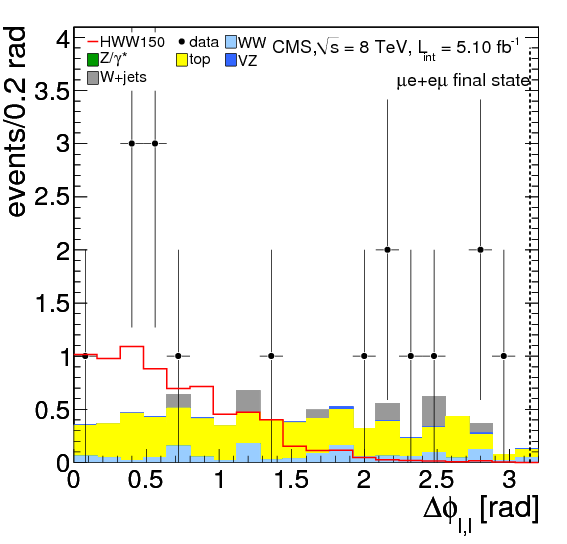 events/0.2 rad
4
3.5
3
2.5
2
1.5
1
0.5
0
HWW150 data WW
Z/γ* top VZ
W+jets
CMS,√s = 8 TeV, L_int = 5.10 fb⁻¹
μe+eμ final state
0 0.5 1 1.5 2 2.5 3
Δϕ_l,l [rad]